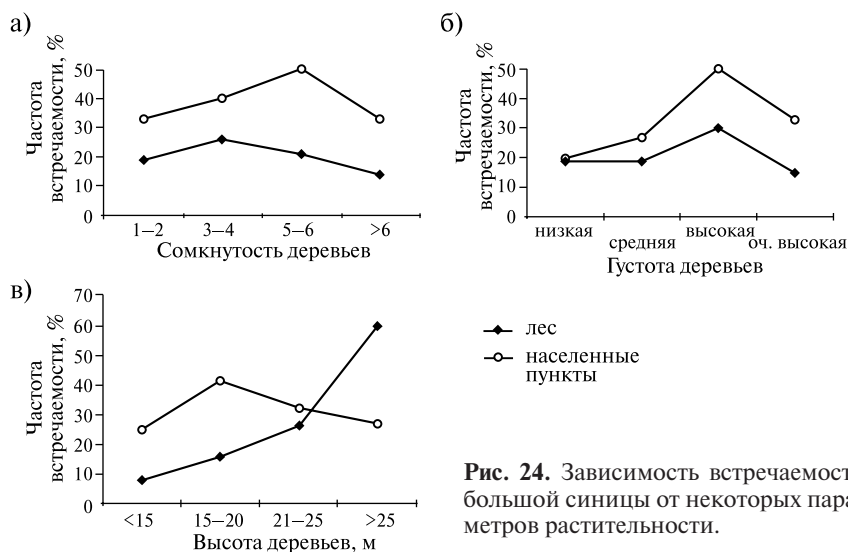 а)
Частота
встречаемости, %
50
40
30
20
10
0
1–2 3–4 5–6 >6
Сомкнутость деревьев
б)
Частота
встречаемости, %
50
40
30
20
10
0
низкая средняя высокая оч. высокая
Густота деревьев
в)
Частота
встречаемости, %
70
60
50
40
30
20
10
0
<15 15–20 21–25 >25
Высота деревьев, м
лес
населенные
пункты
Рис. 24. Зависимость встречаемост
большой синицы от некоторых пара
метров растительности.